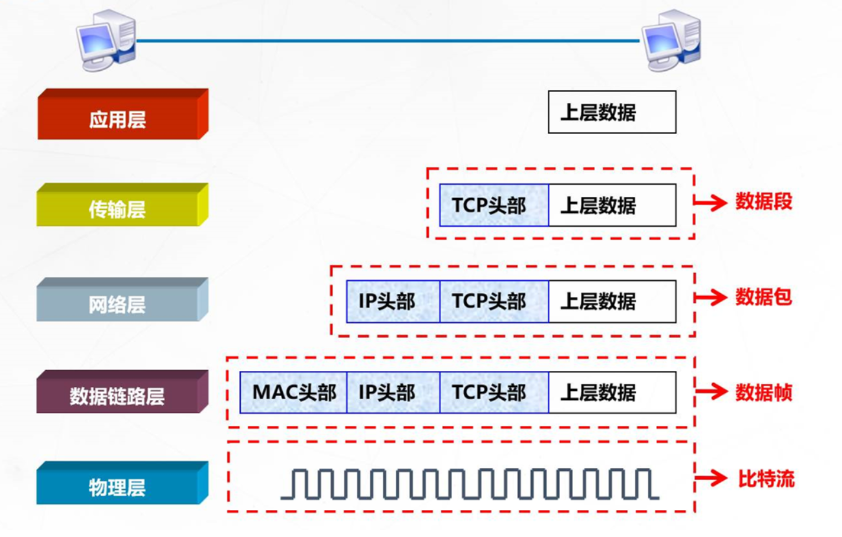 应用层
上层数据
传输层
TCP头部 上层数据
数据段
网络层
IP头部 TCP头部 上层数据
数据包
数据链路层
MAC头部 IP头部 TCP头部 上层数据
数据帧
物理层
比特流